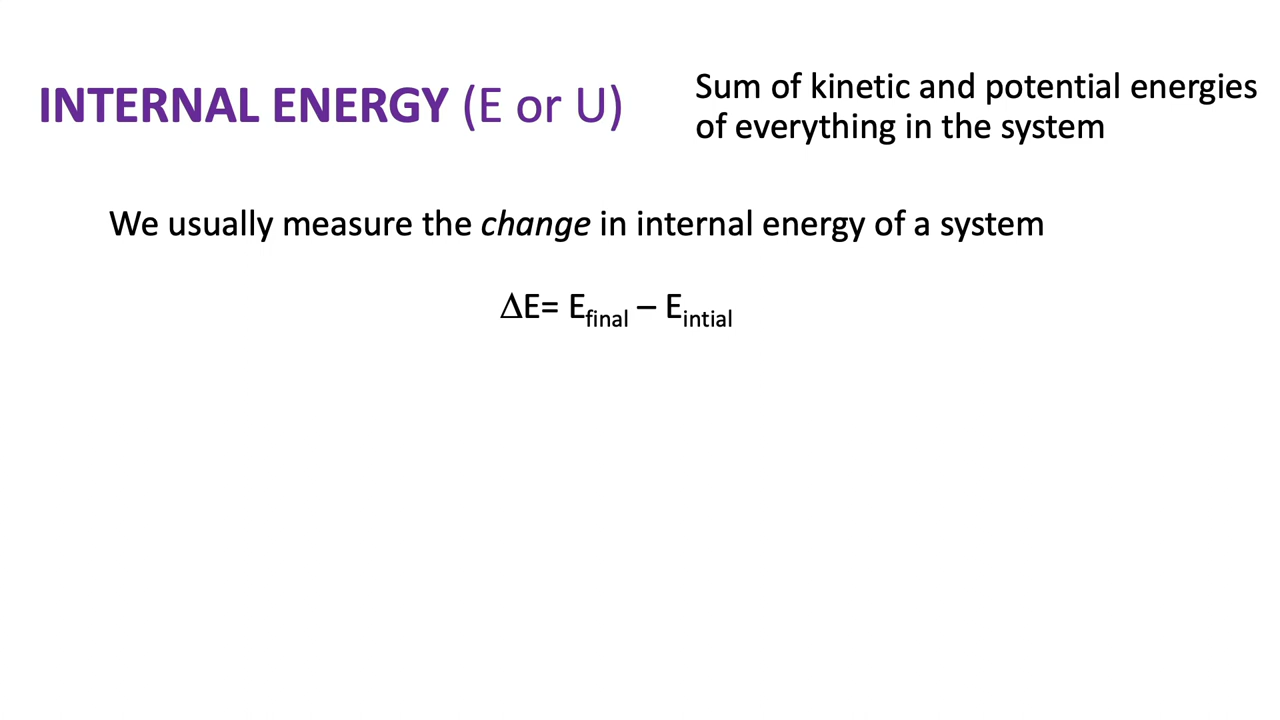 INTERNAL ENERGY (E or U)
Sum of kinetic and potential energies
of everything in the system
We usually measure the change in internal energy of a system
ΔE= Efinal – Eintial